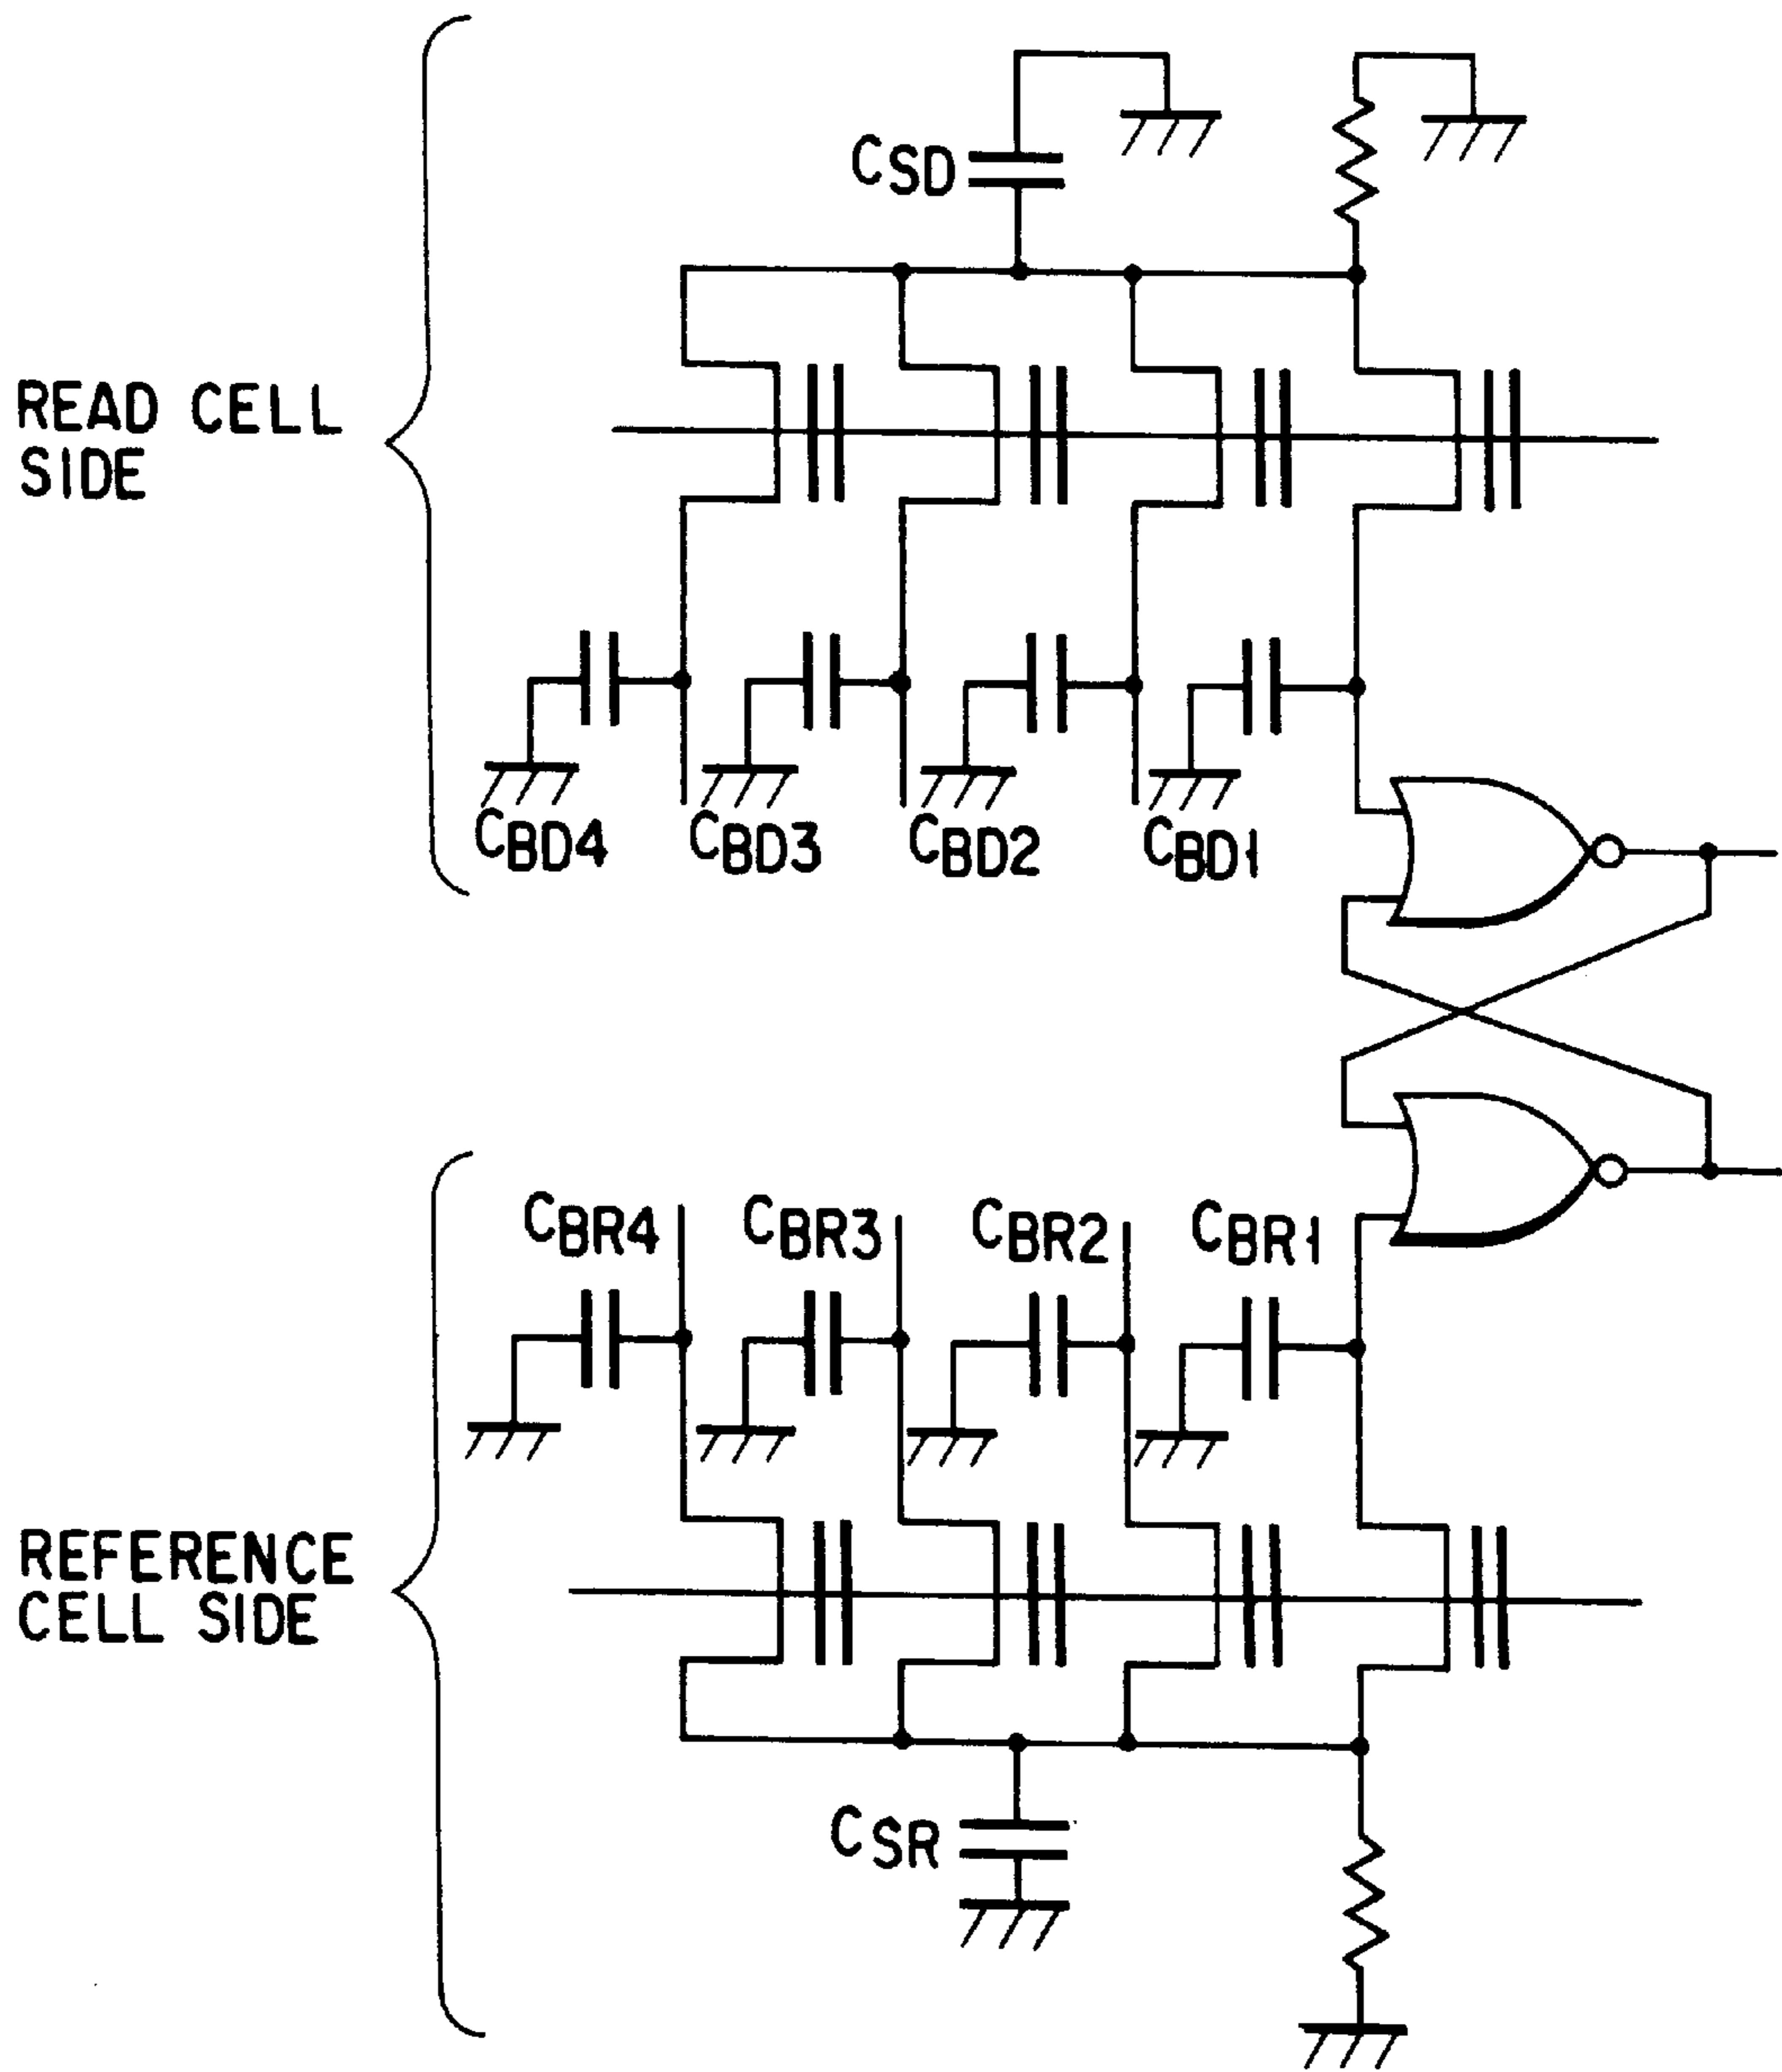 CSD
READ CELL
SIDE
CBD4 CBD3 CBD2 CBD1
CBR4 CBR3 CBR2 CBR1
REFERENCE
CELL SIDE
CSR